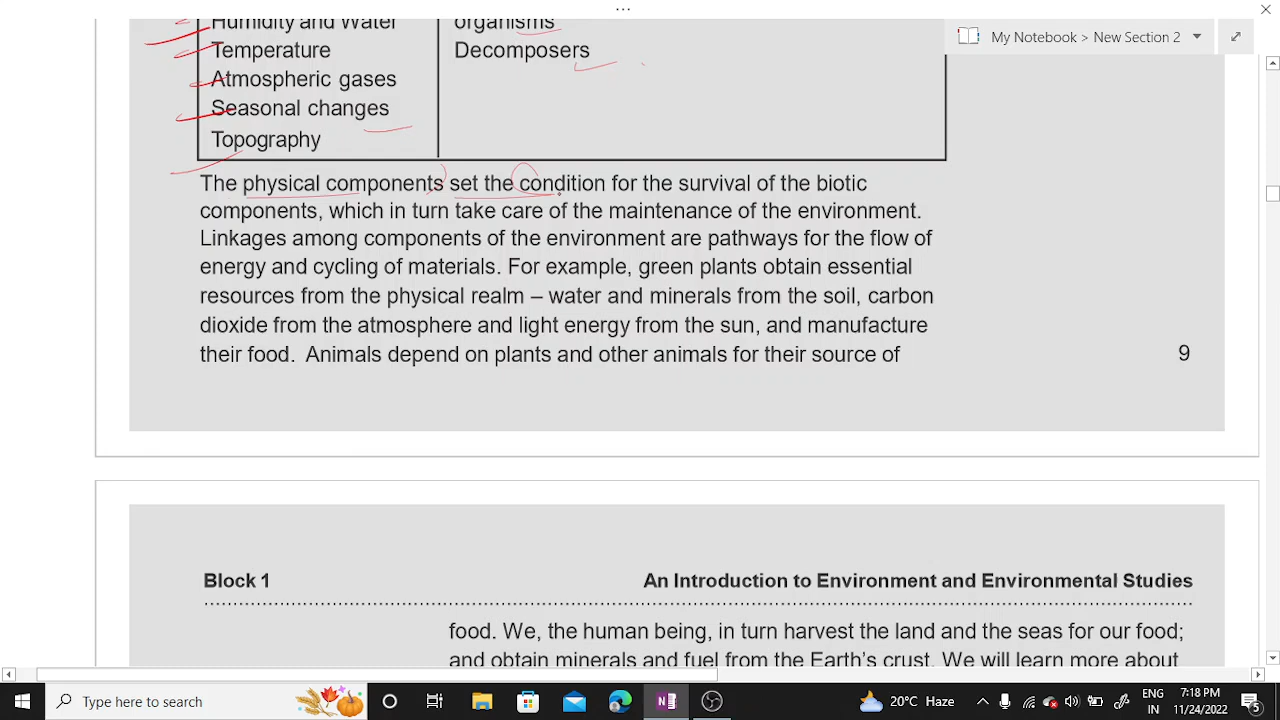 ...
My Notebook > New Section 2
Humidity and Water
organisms
Temperature
Decomposers
Atmospheric gases
Seasonal changes
Topography
The physical components set the condition for the survival of the biotic
components, which in turn take care of the maintenance of the environment.
Linkages among components of the environment are pathways for the flow of
energy and cycling of materials. For example, green plants obtain essential
resources from the physical realm – water and minerals from the soil, carbon
dioxide from the atmosphere and light energy from the sun, and manufacture
their food. Animals depend on plants and other animals for their source of
9
Block 1
An Introduction to Environment and Environmental Studies
food. We, the human being, in turn harvest the land and the seas for our food;
and obtain minerals and fuel from the Earth's crust. We will learn more about
Type here to search
20°C Haze
ENG
IN
7:18 PM
11/24/2022
5